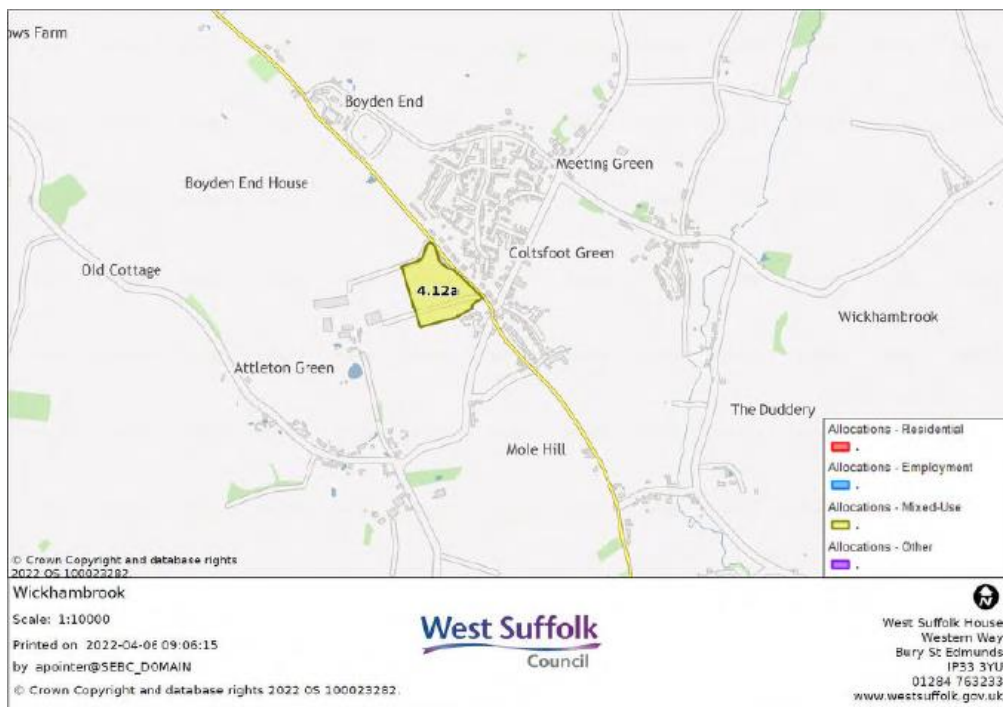 ows Farm
Boyden End
Meeting Green
Boyden End House
Coltsfoot Green
Old Cottage
4.12a
Wickhambrook
Attleton Green
The Duddery
Mole Hill
Allocations - Residential
.
Allocations - Employment
.
Allocations - Mixed-Use
.
Allocations - Other
.
© Crown Copyright and database rights
2022 OS 100023282.
Wickhambrook
Scale: 1:10000
Printed on 2022-04-06 09:06:15
by apointer@SEBC_DOMAIN
© Crown Copyright and database rights 2022 OS 100023282.
West Suffolk
Council
N
West Suffolk House
Western Way
Bury St Edmunds
IP33 3YU
01284 763233
www.westsuffolk.gov.uk